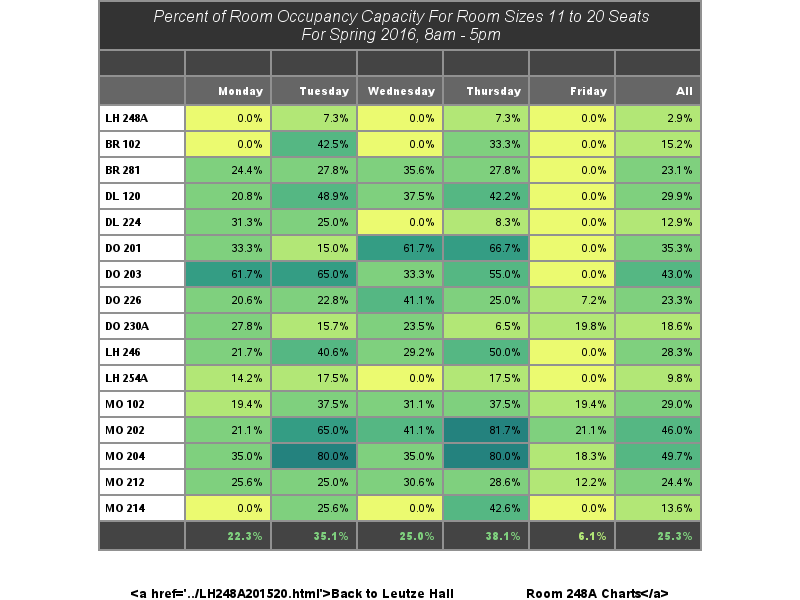 Percent of Room Occupancy Capacity For Room Sizes 11 to 20 Seats
For Spring 2016, 8am - 5pm
Monday Tuesday Wednesday Thursday Friday All
LH 248A 0.0% 7.3% 0.0% 7.3% 0.0% 2.9%
BR 102 0.0% 42.5% 0.0% 33.3% 0.0% 15.2%
BR 281 24.4% 27.8% 35.6% 27.8% 0.0% 23.1%
DL 120 20.8% 48.9% 37.5% 42.2% 0.0% 29.9%
DL 224 31.3% 25.0% 0.0% 8.3% 0.0% 12.9%
DO 201 33.3% 15.0% 61.7% 66.7% 0.0% 35.3%
DO 203 61.7% 65.0% 33.3% 55.0% 0.0% 43.0%
DO 226 20.6% 22.8% 41.1% 25.0% 7.2% 23.3%
DO 230A 27.8% 15.7% 23.5% 6.5% 19.8% 18.6%
LH 246 21.7% 40.6% 29.2% 50.0% 0.0% 28.3%
LH 254A 14.2% 17.5% 0.0% 17.5% 0.0% 9.8%
MO 102 19.4% 37.5% 31.1% 37.5% 19.4% 29.0%
MO 202 21.1% 65.0% 41.1% 81.7% 21.1% 46.0%
MO 204 35.0% 80.0% 35.0% 80.0% 18.3% 49.7%
MO 212 25.6% 25.0% 30.6% 28.6% 12.2% 24.4%
MO 214 0.0% 25.6% 0.0% 42.6% 0.0% 13.6%
22.3% 35.1% 25.0% 38.1% 6.1% 25.3%
<a href='../LH248A201520.html'>Back to Leutze Hall Room 248A Charts</a>